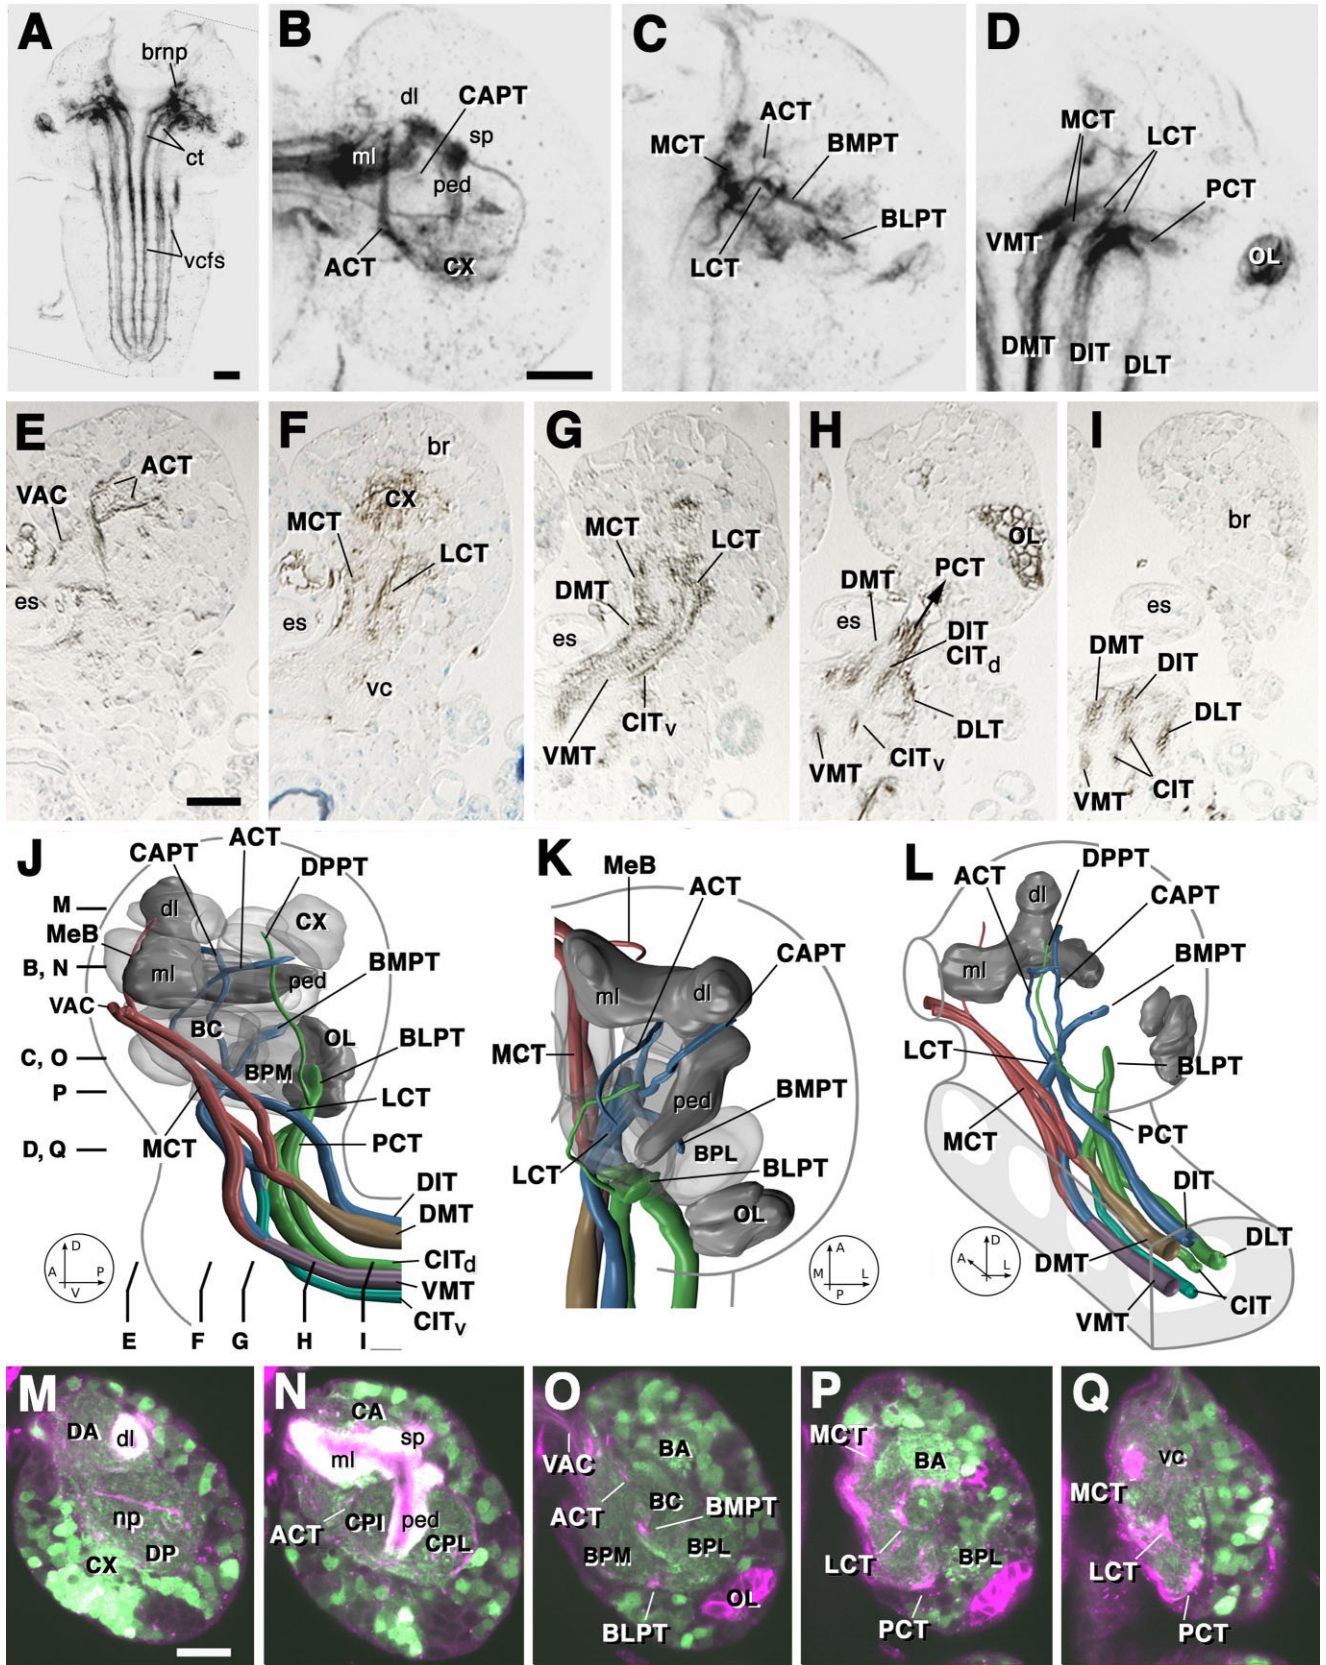 A
brnp
ct
vcfs
B
dl
CAPT
sp
ml
ped
ACT
CX
C
ACT
MCT
BMPT
BLPT
LCT
D
MCT
LCT
PCT
VMT
OL
DMT
DIT
DLT
E
ACT
VAC
es
F
br
CX
MCT
LCT
es
vc
G
MCT
LCT
DMT
es
CITv
VMT
H
OL
PCT
DMT
es
DIT
CITd
DLT
CITv
VMT
I
br
es
DMT
DIT
DLT
CIT
VMT
J
ACT
CAPT
DPPT
M
dl
CX
MeB
BMPT
B, N
ml
ped
VAC
BC
OL
BLPT
C, O
BPM
P
LCT
D, Q
MCT
PCT
DIT
DMT
D
A P
V
CITd
VMT
CITv
E F G H I
K
MeB
ACT
CAPT
ml
dl
MCT
ped
BMPT
LCT
BPL
BLPT
OL
A
M L
P
L
DPPT
ACT
dl
CAPT
BMPT
ml
LCT
BLPT
MCT
PCT
DIT
D
A
L
DMT
DLT
VMT
CIT
M
DA
dl
np
DP
CX
N
CA
sp
ml
ACT
CPI
ped
CPL
O
VAC
BA
ACT
BC
BMPT
BPM
BPL
OL
BLPT
P
MCT
BA
LCT
BPL
PCT
Q
vc
MCT
LCT
PCT